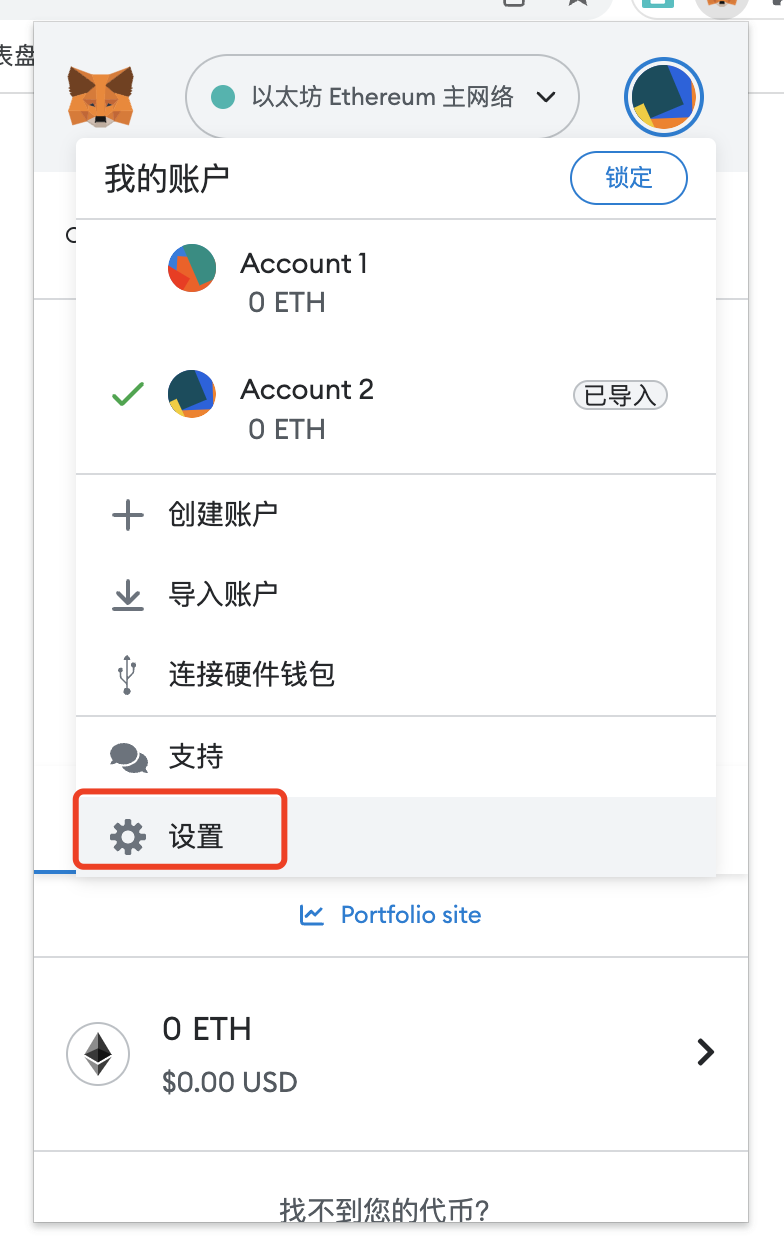 表盘
以太坊 Ethereum 主网络
我的账户
锁定
Account 1
0 ETH
Account 2
已导入
0 ETH
创建账户
导入账户
连接硬件钱包
支持
设置
Portfolio site
0 ETH
$0.00 USD
找不到您的代币?